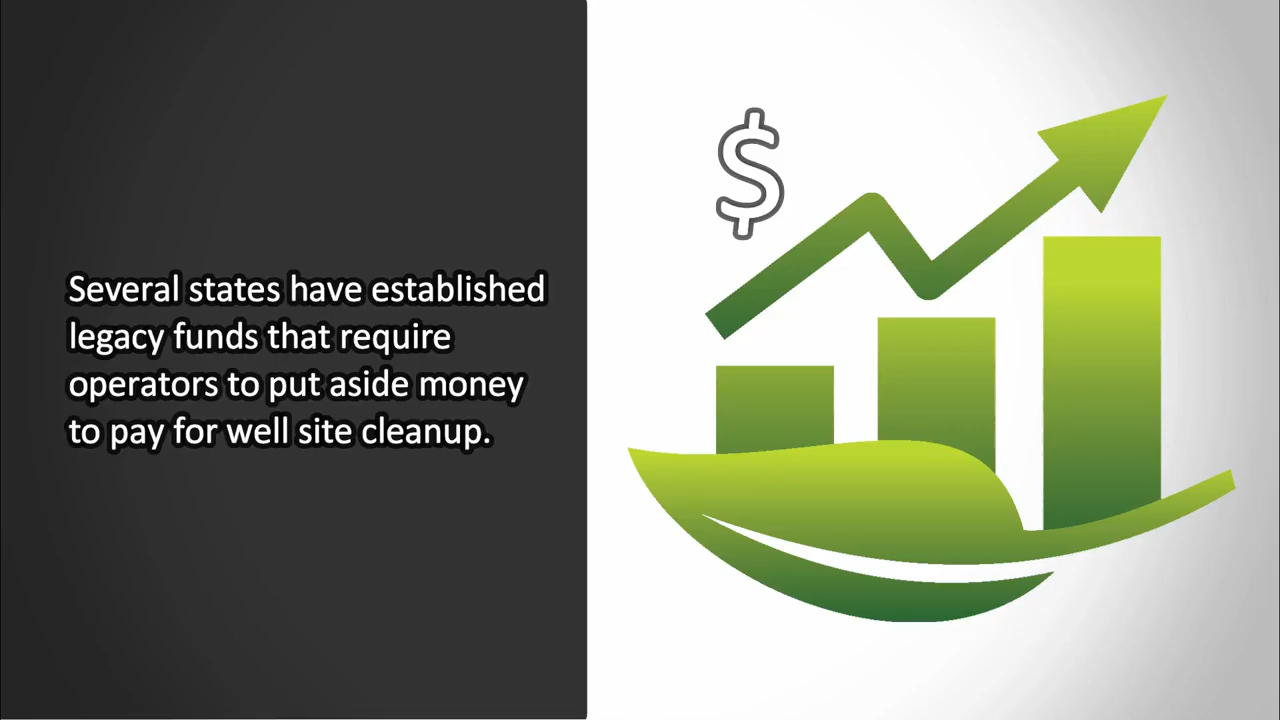 Several states have established
legacy funds that require
operators to put aside money
to pay for well site cleanup.
$